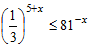 (1/3)^(5+x) ≤ 81^(-x)